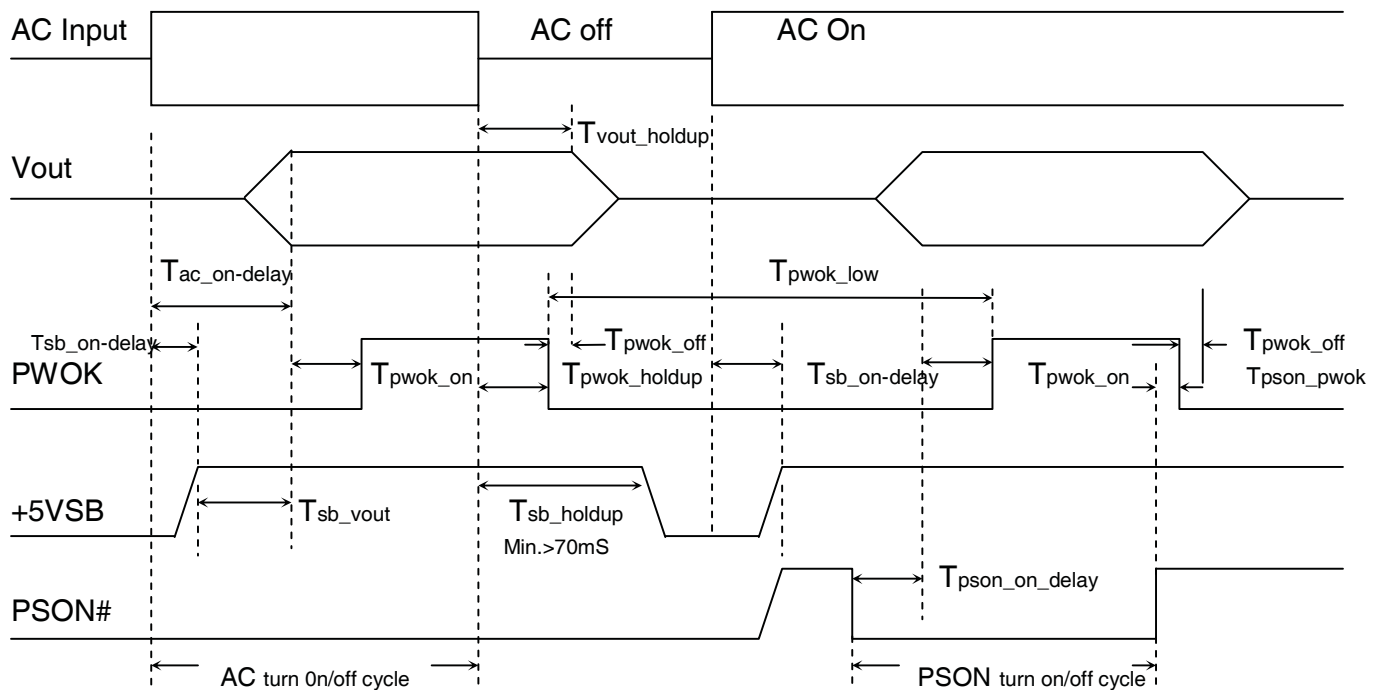 AC Input
AC off
AC On
Tvout_holdup
Vout
Tac_on-delay
Tpwok_low
Tsb_on-delay
Tpwok_off
Tpwok_off
PWOK
Tpwok_on
Tpwok_holdup
Tsb_on-delay
Tpwok_on
Tpson_pwok
+5VSB
Tsb_vout
Tsb_holdup
Min.>70mS
Tpson_on_delay
PSON#
AC turn 0n/off cycle
PSON turn on/off cycle